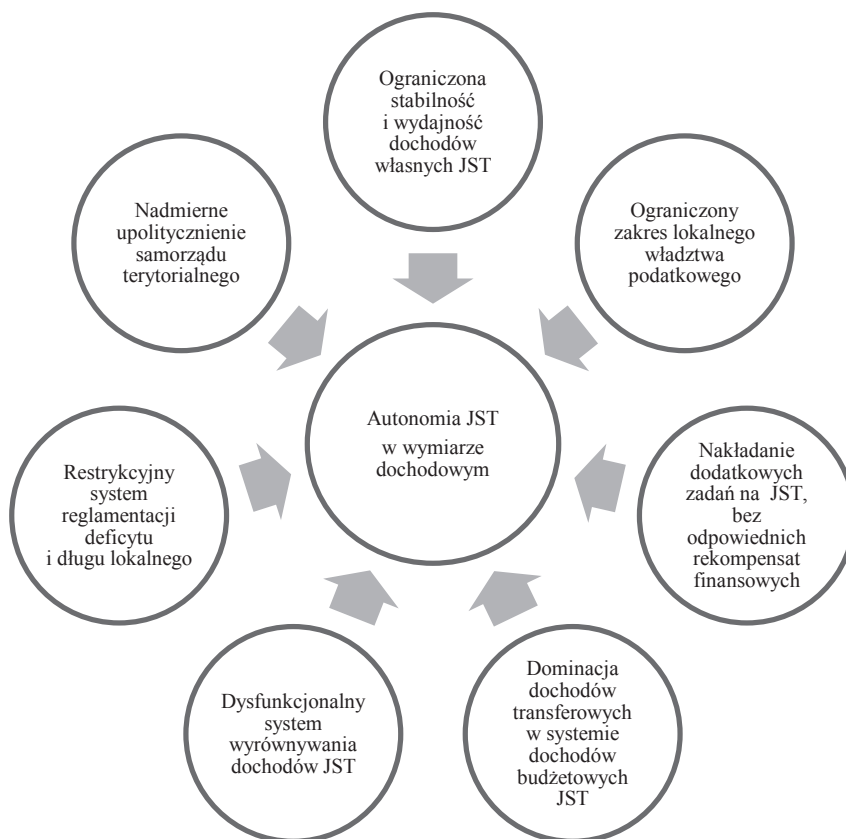 Ograniczona
stabilność
i wydajność
dochodów
własnych JST
Ograniczony
zakres lokalnego
władztwa
podatkowego
Nakładanie
dodatkowych
zadań na JST,
bez
odpowiednich
rekompensat
finansowych
Dominacja
dochodów
transferowych
w systemie
dochodów
budżetowych
JST
Dysfunkcjonalny
system
wyrównywania
dochodów JST
Restrykcyjny
system
reglamentacji
deficytu
i długu lokalnego
Nadmierne
upolitycznienie
samorządu
terytorialnego
Autonomia JST
w wymiarze
dochodowym